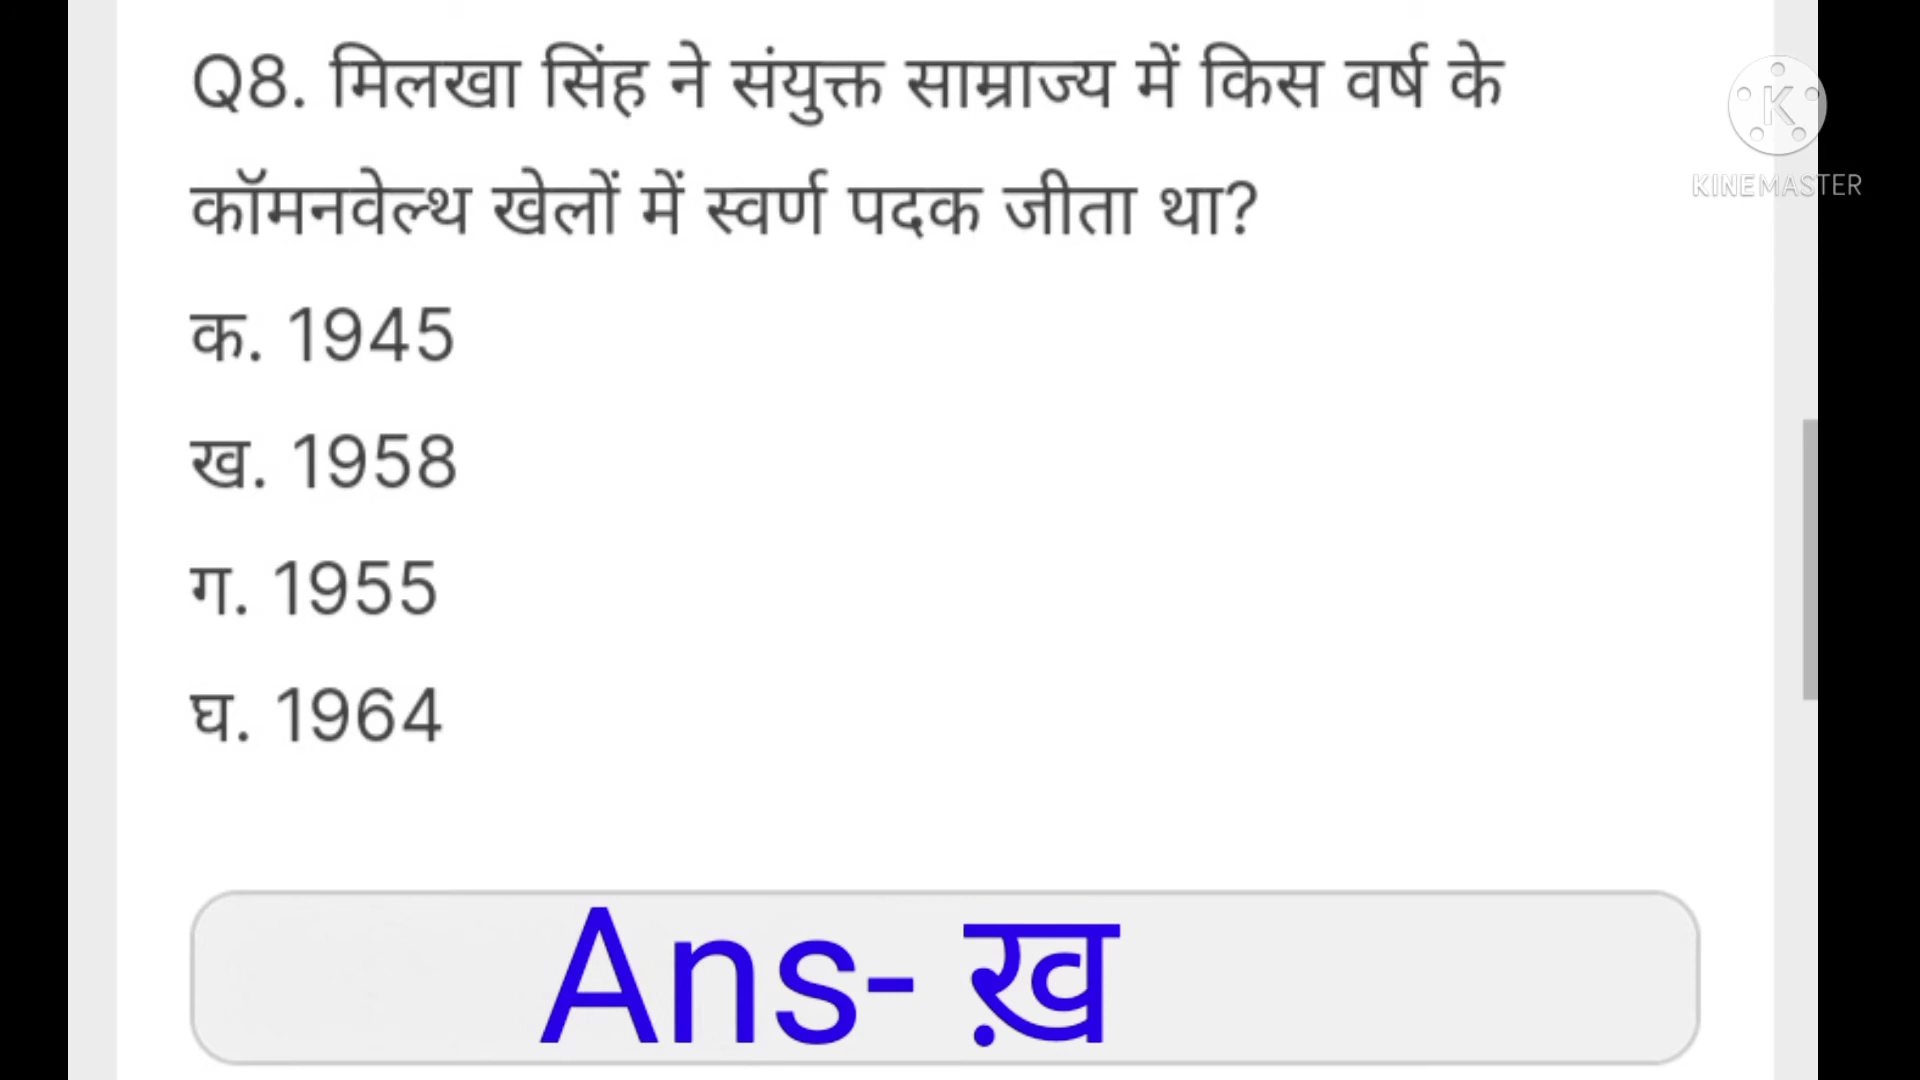 Q8. मिलखा सिंह ने संयुक्त साम्राज्य में किस वर्ष के
कॉमनवेल्थ खेलों में स्वर्ण पदक जीता था?
K
KINEMASTER
क. 1945
ख. 1958
ग. 1955
घ. 1964
Ans- ख़